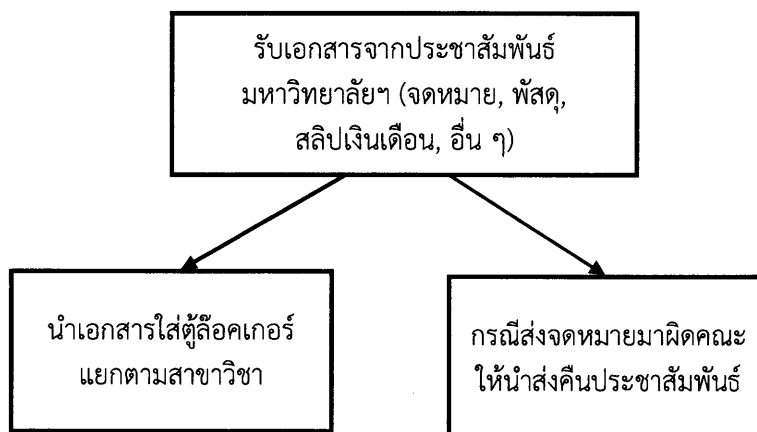 รับเอกสารจากประชาสัมพันธ์
มหาวิทยาลัยฯ (จดหมาย, พัสดุ,
สลิปเงินเดือน, อื่น ๆ)
นำเอกสารใส่ตู้ล๊อคเกอร์
แยกตามสาขาวิชา
กรณีส่งจดหมายมาผิดคณะ
ให้นำส่งคืนประชาสัมพันธ์